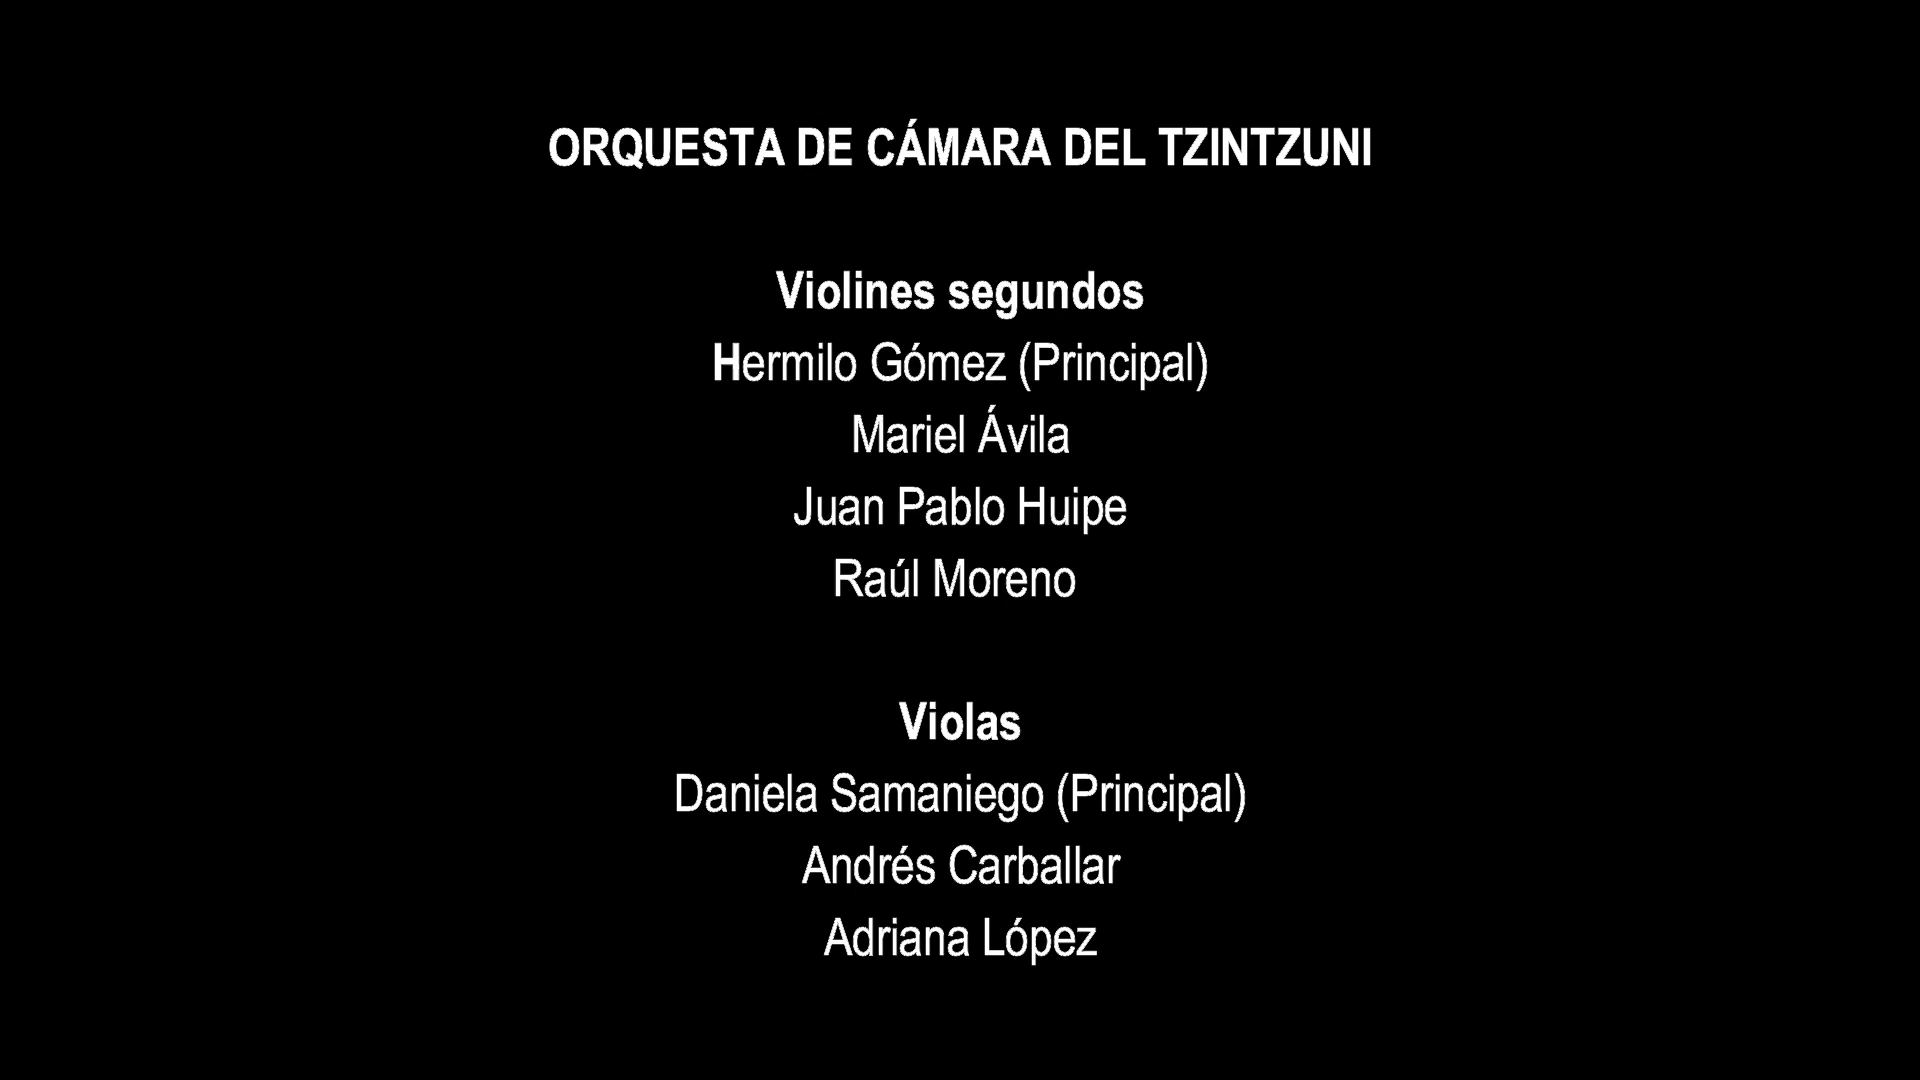 ORQUESTA DE CÁMARA DEL TZINTZUNI
Violines segundos
Hermilo Gómez (Principal)
Mariel Ávila
Juan Pablo Huipe
Raúl Moreno
Violas
Daniela Samaniego (Principal)
Andrés Carballar
Adriana López